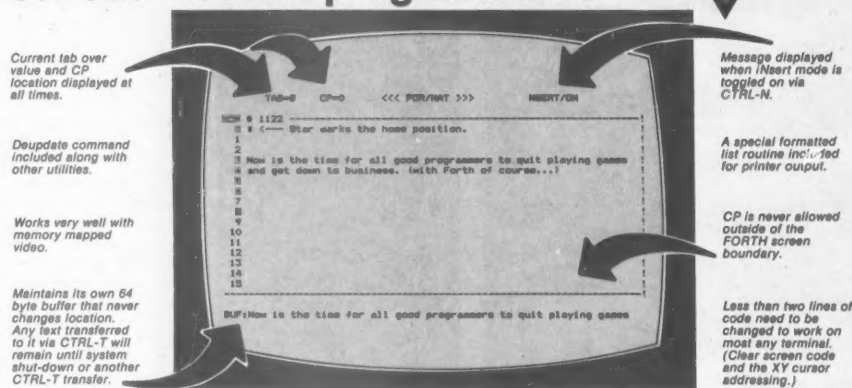 Current tab over
value and CP
location displayed at
all times.
Deupdate command
included along with
other utilities.
Works very well with
memory mapped
video.
Maintains its own 64
byte buffer that never
changes location.
Any text transferred
to it via CTRL-T will
remain until system
shut-down or another
CTRL-T transfer.
CP=0 <<< FOR/MAT >>> INSERT/ON
# 1122
0 * <--- Star marks the home position.
1
2
3 Now is the time for all good programmers to quit playing games
4 and get down to business. (with Forth of course...)
5
6
7
8
9
10
11
12
13
14
15
BUF:Now is the time for all good programmers to quit playing games
Message displayed
when INsert mode is
toggled on via
CTRL-N.
A special formatted
list routine included
for printer output.
CP is never allowed
outside of the
FORTH screen
boundary.
Less than two lines of
code need to be
changed to work on
most any terminal.
(Clear screen code
and the XY cursor
addressing.)